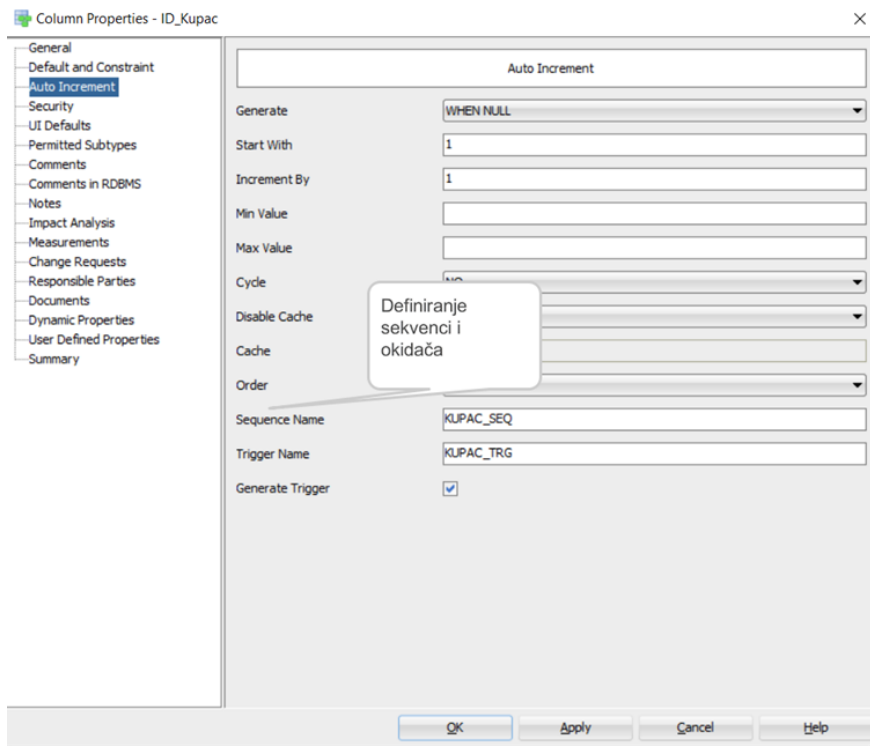 Column Properties - ID_Kupac
General
Default and Constraint
Auto Increment
Security
UI Defaults
Permitted Subtypes
Comments
Comments in RDBMS
Notes
Impact Analysis
Measurements
Change Requests
Responsible Parties
Documents
Dynamic Properties
User Defined Properties
Summary
Auto Increment
Generate WHEN NULL
Start With 1
Increment By 1
Min Value
Max Value
Cycle
Disable Cache
Cache
Order
Definiranje
sekvenci i
okidača
Sequence Name KUPAC_SEQ
Trigger Name KUPAC_TRG
Generate Trigger
OK Apply Cancel Help